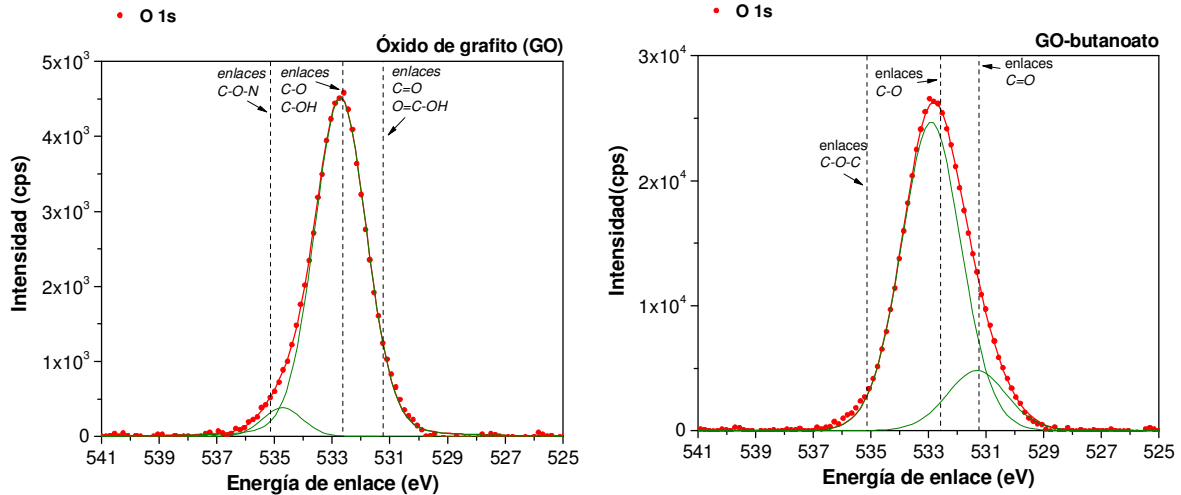 O 1s
Óxido de grafito (GO)
5x10³
4x10³
3x10³
2x10³
1x10³
0
enlaces
C-O-N
enlaces
C-O
C-OH
enlaces
C=O
O=C-OH
Intensidad (cps)
541 539 537 535 533 531 529 527 525
Energía de enlace (eV)
O 1s
GO-butanoato
3x10⁴
2x10⁴
1x10⁴
0
enlaces
C-O-C
enlaces
C-O
enlaces
C=O
Intensidad(cps)
541 539 537 535 533 531 529 527 525
Energía de enlace (eV)